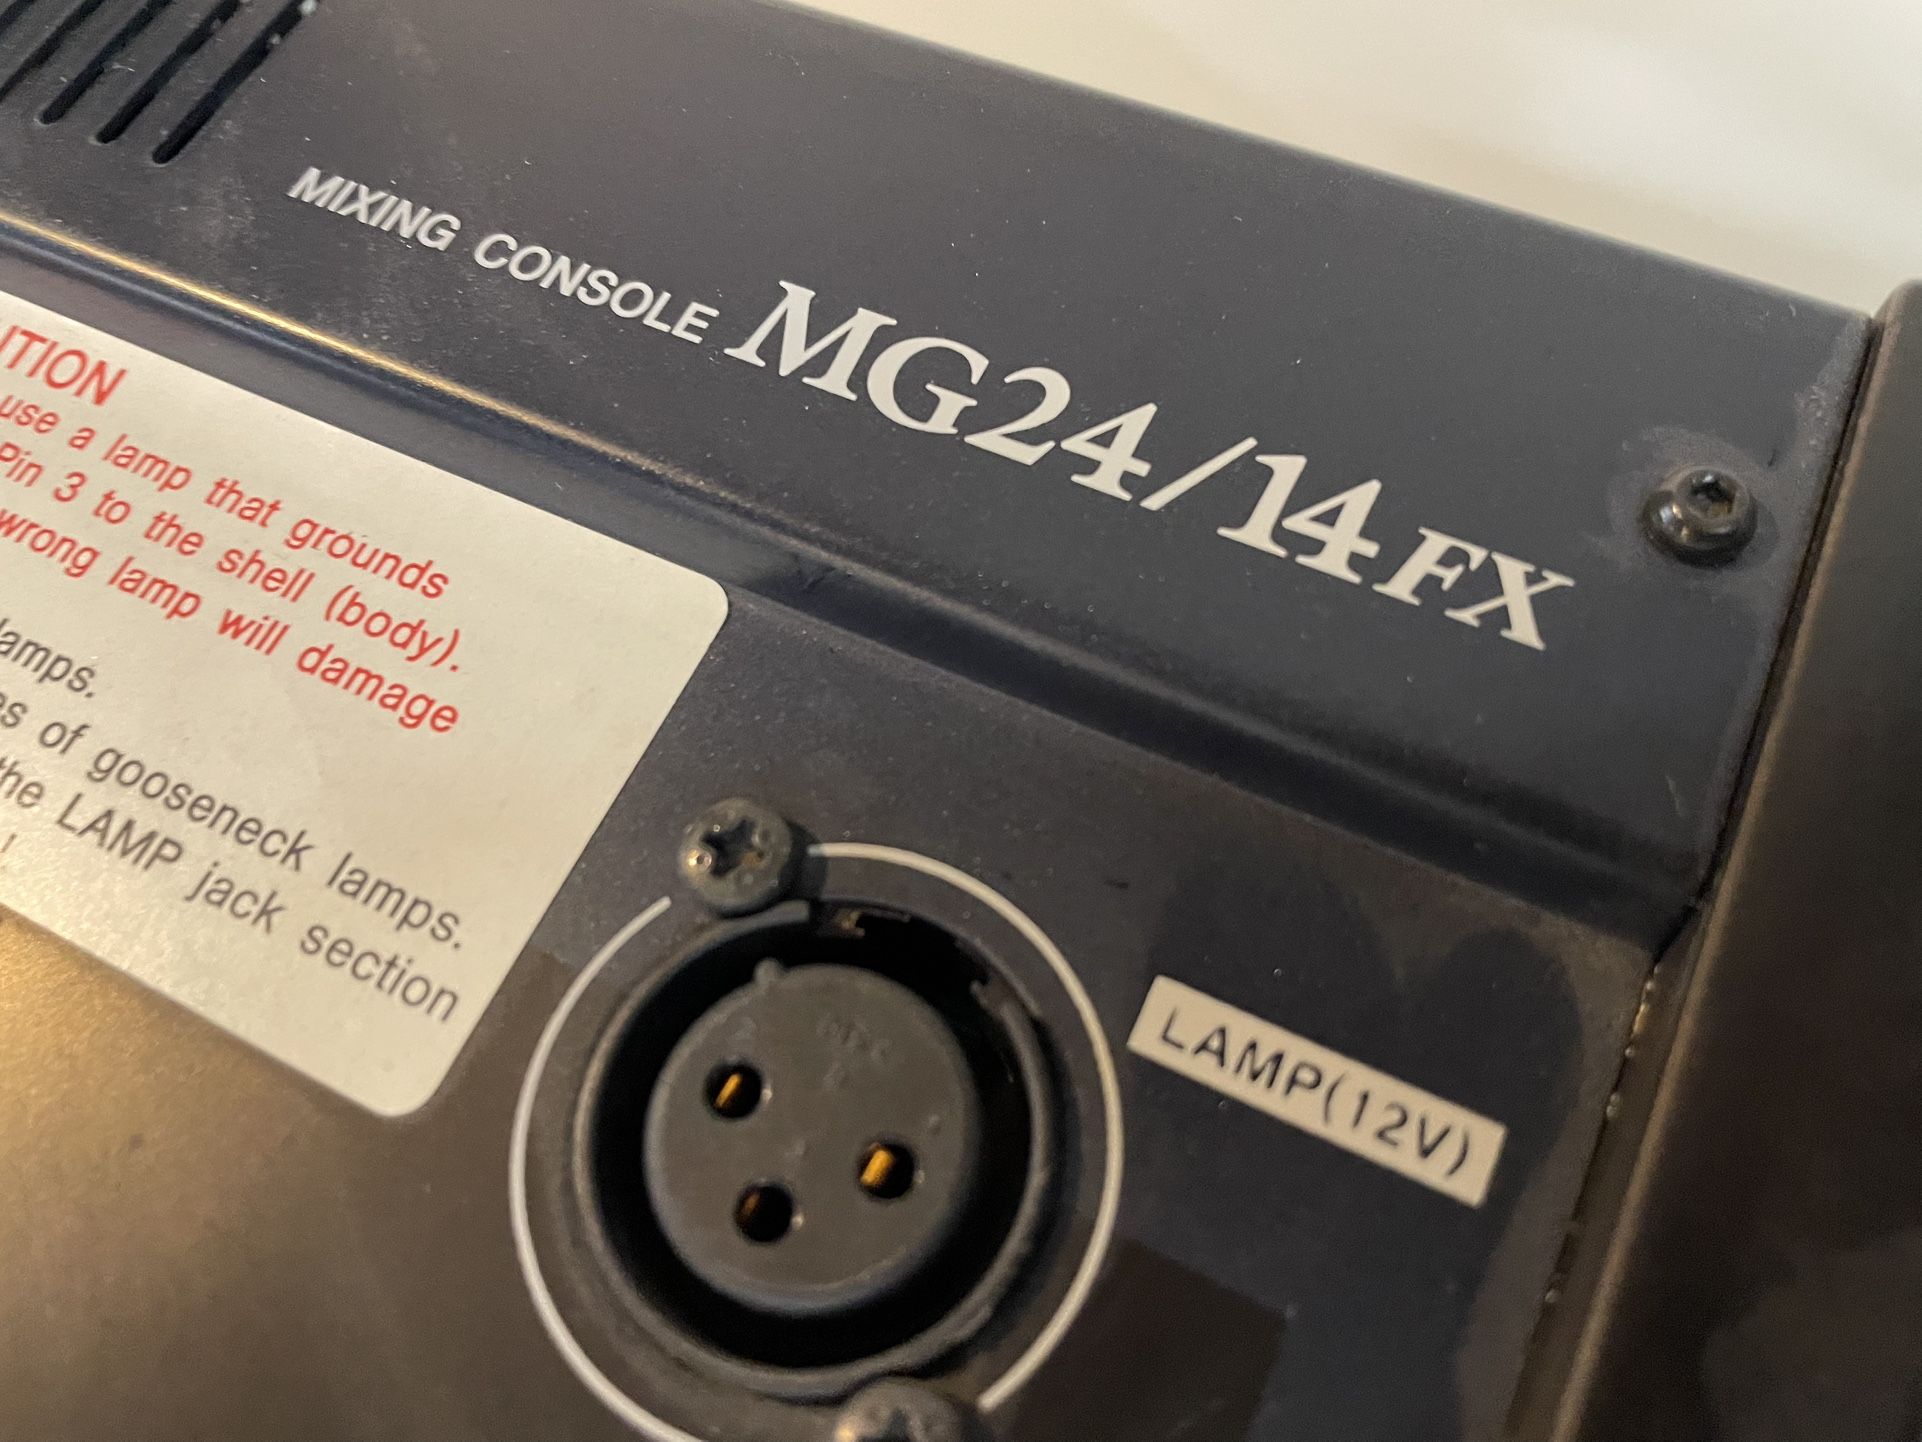 MIXING CONSOLE MG24/14FX
UTION
use a lamp that grounds
Pin 3 to the shell (body).
wrong lamp will damage
lamps.
es of gooseneck lamps.
the LAMP jack section
LAMP(12V)